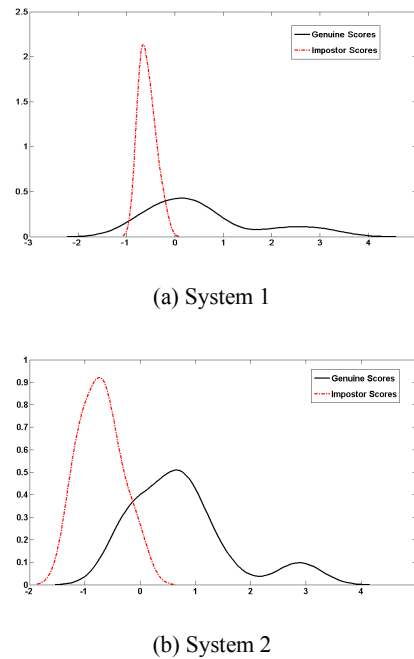 2.5
Genuine Scores
Impostor Scores
2
1.5
1
0.5
0
-3 -2 -1 0 1 2 3 4
(a) System 1
1
Genuine Scores
0.9
Impostor Scores
0.8
0.7
0.6
0.5
0.4
0.3
0.2
0.1
0
-2 -1 0 1 2 3 4
(b) System 2